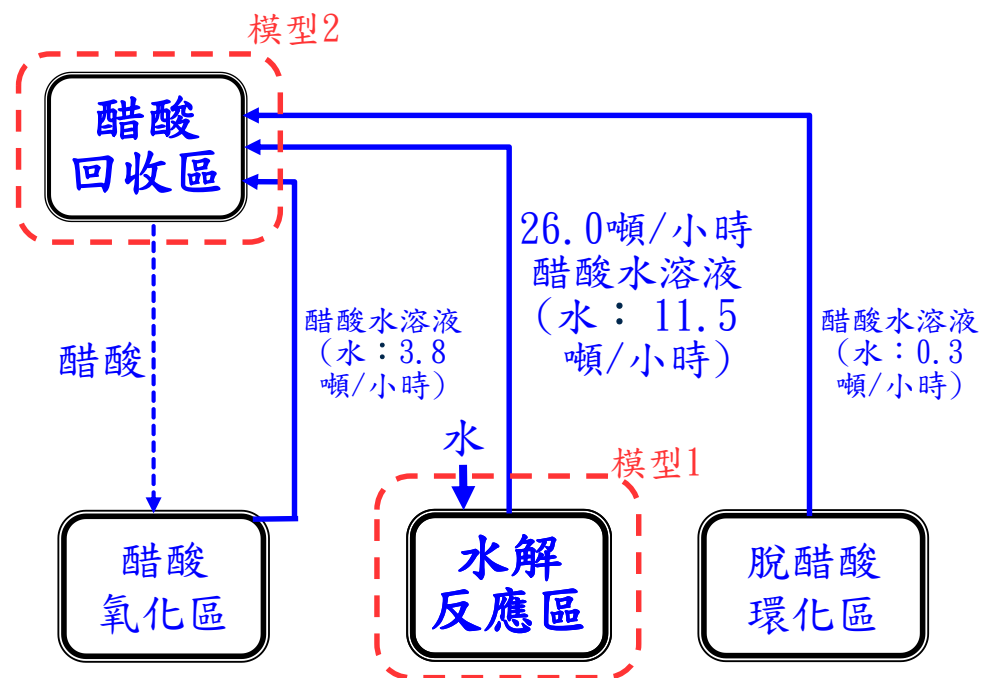 模型2
醋酸
回收區
26.0噸/小時
醋酸水溶液
(水：11.5
噸/小時)
醋酸水溶液
(水：3.8
噸/小時)
醋酸水溶液
(水：0.3
噸/小時)
醋酸
水
模型1
醋酸
氧化區
水解
反應區
脫醋酸
環化區